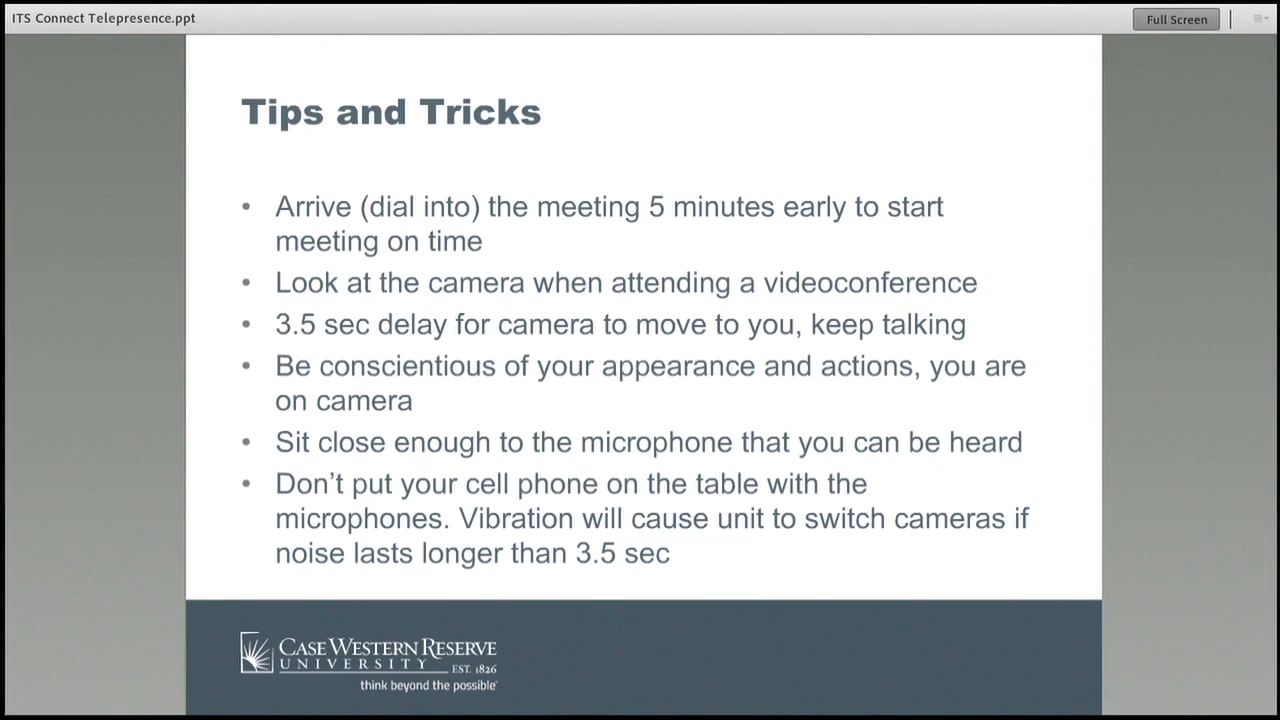 ITS Connect Telepresence.ppt
Full Screen
Tips and Tricks
• Arrive (dial into) the meeting 5 minutes early to start
meeting on time
• Look at the camera when attending a videoconference
• 3.5 sec delay for camera to move to you, keep talking
• Be conscientious of your appearance and actions, you are
on camera
• Sit close enough to the microphone that you can be heard
• Don’t put your cell phone on the table with the
microphones. Vibration will cause unit to switch cameras if
noise lasts longer than 3.5 sec
CASE WESTERN RESERVE
UNIVERSITY EST. 1826
think beyond the possible